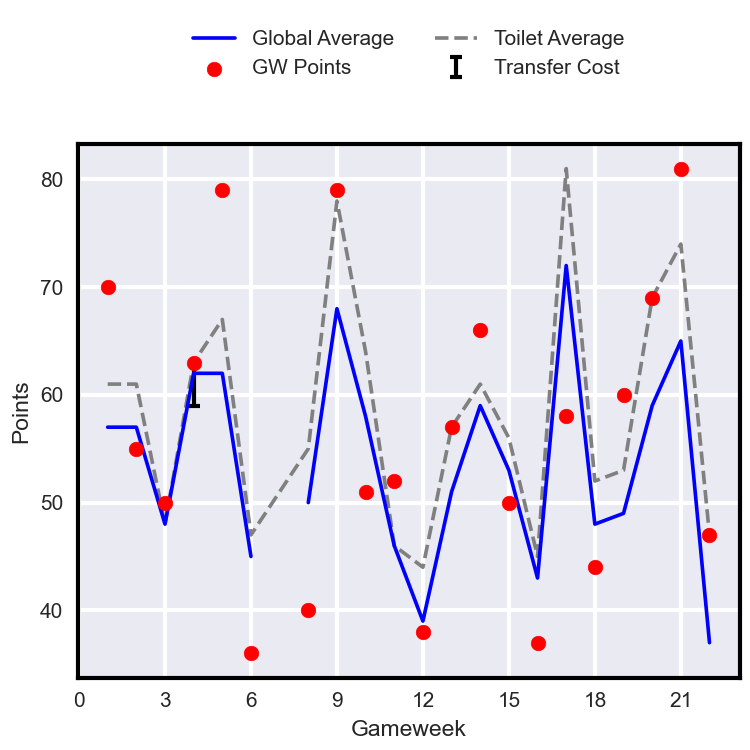 Global Average
Toilet Average
GW Points
Transfer Cost
80
70
60
50
40
Points
0 3 6 9 12 15 18 21
Gameweek